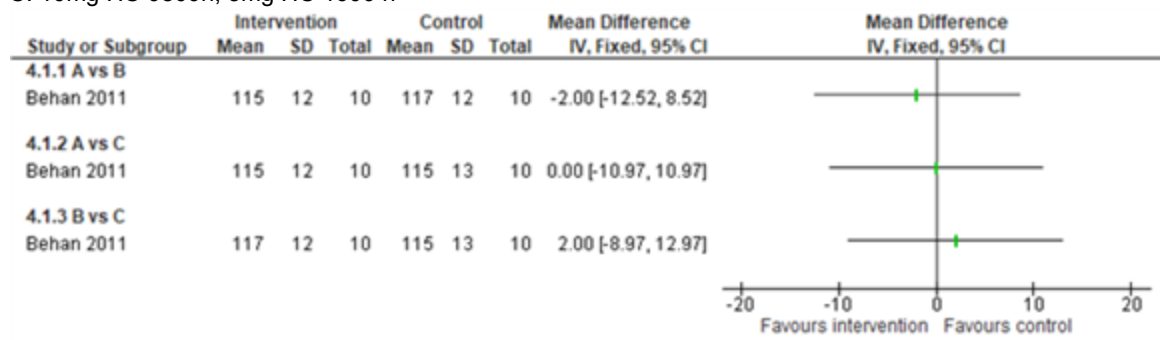 Intervention Control Mean Difference Mean Difference
Study or Subgroup Mean SD Total Mean SD Total IV, Fixed, 95% CI IV, Fixed, 95% CI
4.1.1 A vs B
Behan 2011 115 12 10 117 12 10 -2.00 [-12.52, 8.52]
4.1.2 A vs C
Behan 2011 115 12 10 115 13 10 0.00 [-10.97, 10.97]
4.1.3 B vs C
Behan 2011 117 12 10 115 13 10 2.00 [-8.97, 12.97]
-20 -10 0 10 20
Favours intervention Favours control